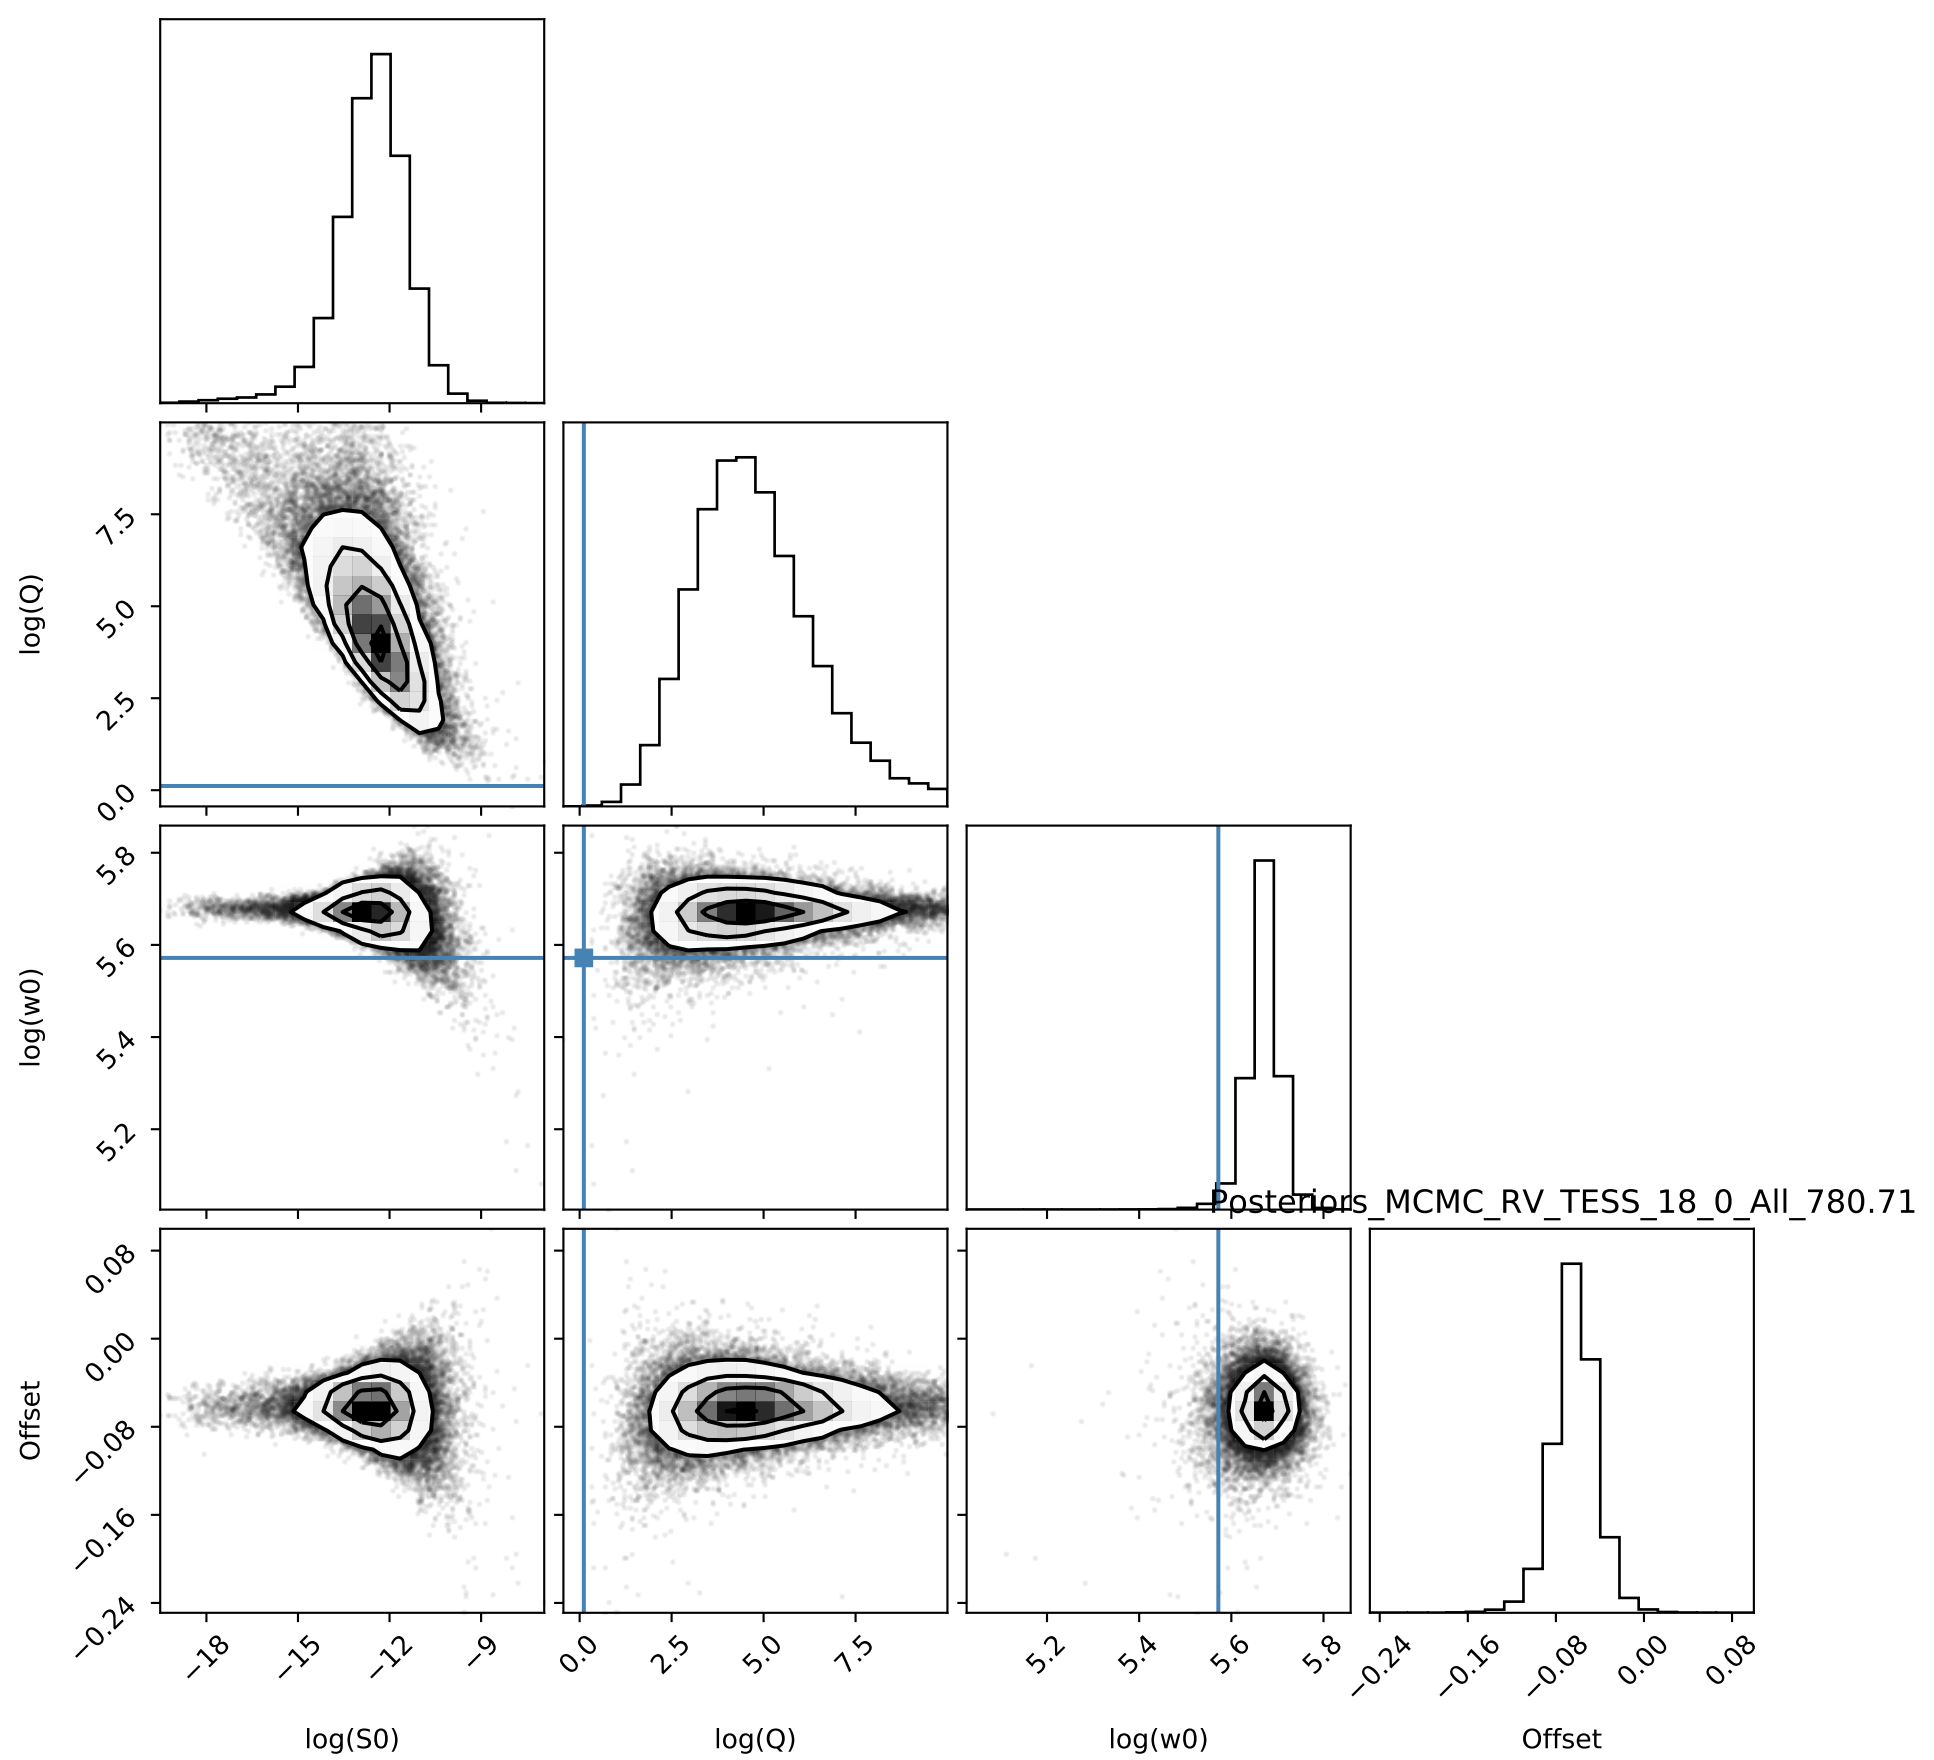 log(Q)
7.5
5.0
2.5
0.0
log(w0)
5.8
5.6
5.4
5.2
Posteriors_MCMC_RV_TESS_18_0_All_780.71
Offset
0.08
0.00
−0.08
−0.16
−0.24
−18 −15 −12 −9 0.0 2.5 5.0 7.5 5.2 5.4 5.6 5.8 −0.24 −0.16 −0.08 0.00 0.08
log(S0) log(Q) log(w0) Offset